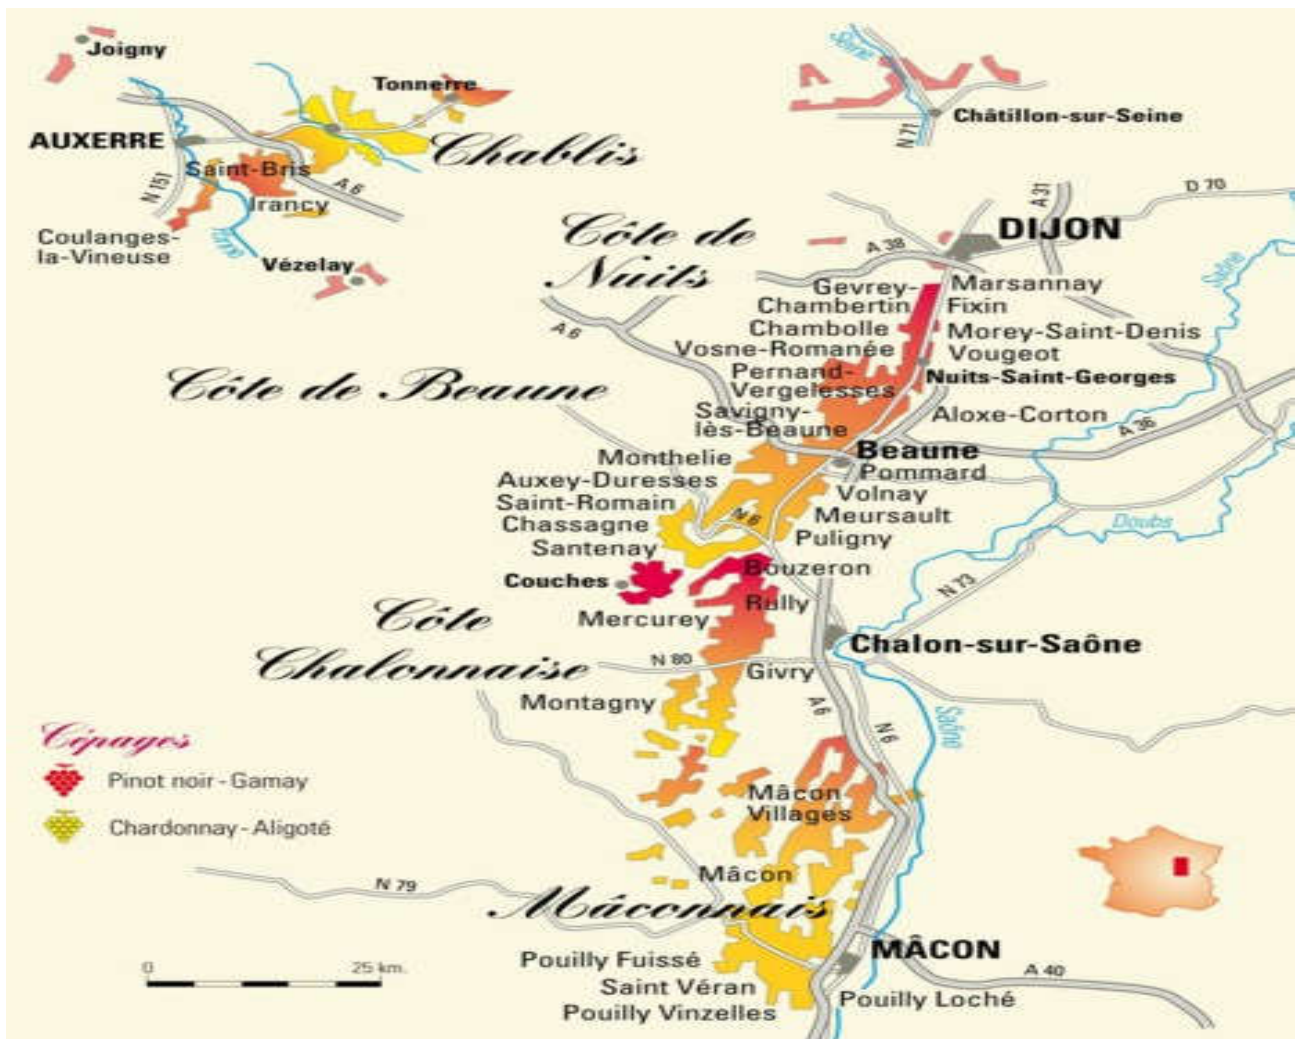 Joigny
Tonnerre
AUXERRE
Chablis
Saint-Bris
N 151
A 6
Irancy
Coulanges-
la-Vineuse
Yonne
Vézelay
Seine
Châtillon-sur-Seine
N 71
A 31
D 70
Côte de
Nuits
DIJON
A 38
Saône
Gevrey-
Chambertin
Marsannay
Fixin
A 6
Chambolle
Morey-Saint-Denis
Vosne-Romanée
Vougeot
Côte de Beaune
Pernand-
Vergelesses
Nuits-Saint-Georges
Savigny-
lès-Beaune
Aloxe-Corton
A 36
Monthelie
Beaune
Pommard
Auxey-Duresses
Volnay
Saint-Romain
Meursault
Chassagne
N 6
Puligny
Doubs
Santenay
Couches
Bouzeron
N 73
Rully
Mercurey
Côte
Chalonnaise
Chalon-sur-Saône
N 80
Givry
Montagny
A 6
N 6
Saône
Cépages
Pinot noir - Gamay
Chardonnay - Aligoté
Mâcon
Villages
Mâcon
N 79
Mâconnais
MÂCON
Pouilly Fuissé
A 40
Saint Véran
Pouilly Loché
Pouilly Vinzelles
0
25 km.